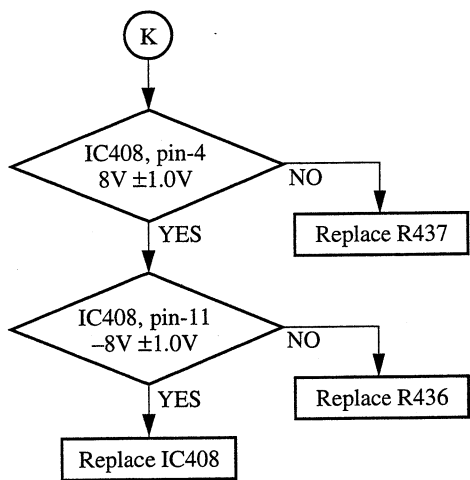 K
IC408, pin-4
8V ±1.0V
NO
YES
Replace R437
IC408, pin-11
–8V ±1.0V
NO
YES
Replace R436
Replace IC408